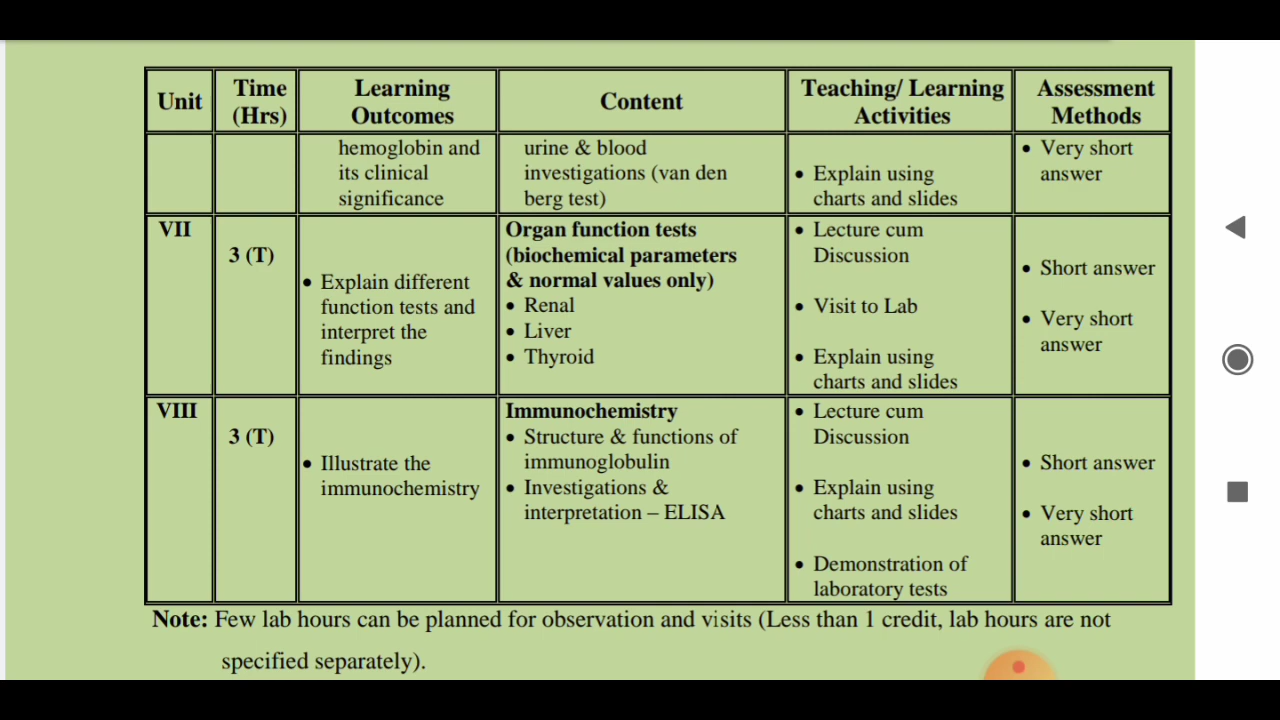 Unit
Time
(Hrs)
Learning
Outcomes
Content
Teaching/ Learning
Activities
Assessment
Methods
hemoglobin and
its clinical
significance
urine & blood
investigations (van den
berg test)
• Explain using
charts and slides
• Very short
answer
VII
3 (T)
• Explain different
function tests and
interpret the
findings
Organ function tests
(biochemical parameters
& normal values only)
• Renal
• Liver
• Thyroid
• Lecture cum
Discussion
• Visit to Lab
• Explain using
charts and slides
• Short answer
• Very short
answer
VIII
3 (T)
• Illustrate the
immunochemistry
Immunochemistry
• Structure & functions of
immunoglobulin
• Investigations &
interpretation – ELISA
• Lecture cum
Discussion
• Explain using
charts and slides
• Demonstration of
laboratory tests
• Short answer
• Very short
answer
Note: Few lab hours can be planned for observation and visits (Less than 1 credit, lab hours are not
specified separately).